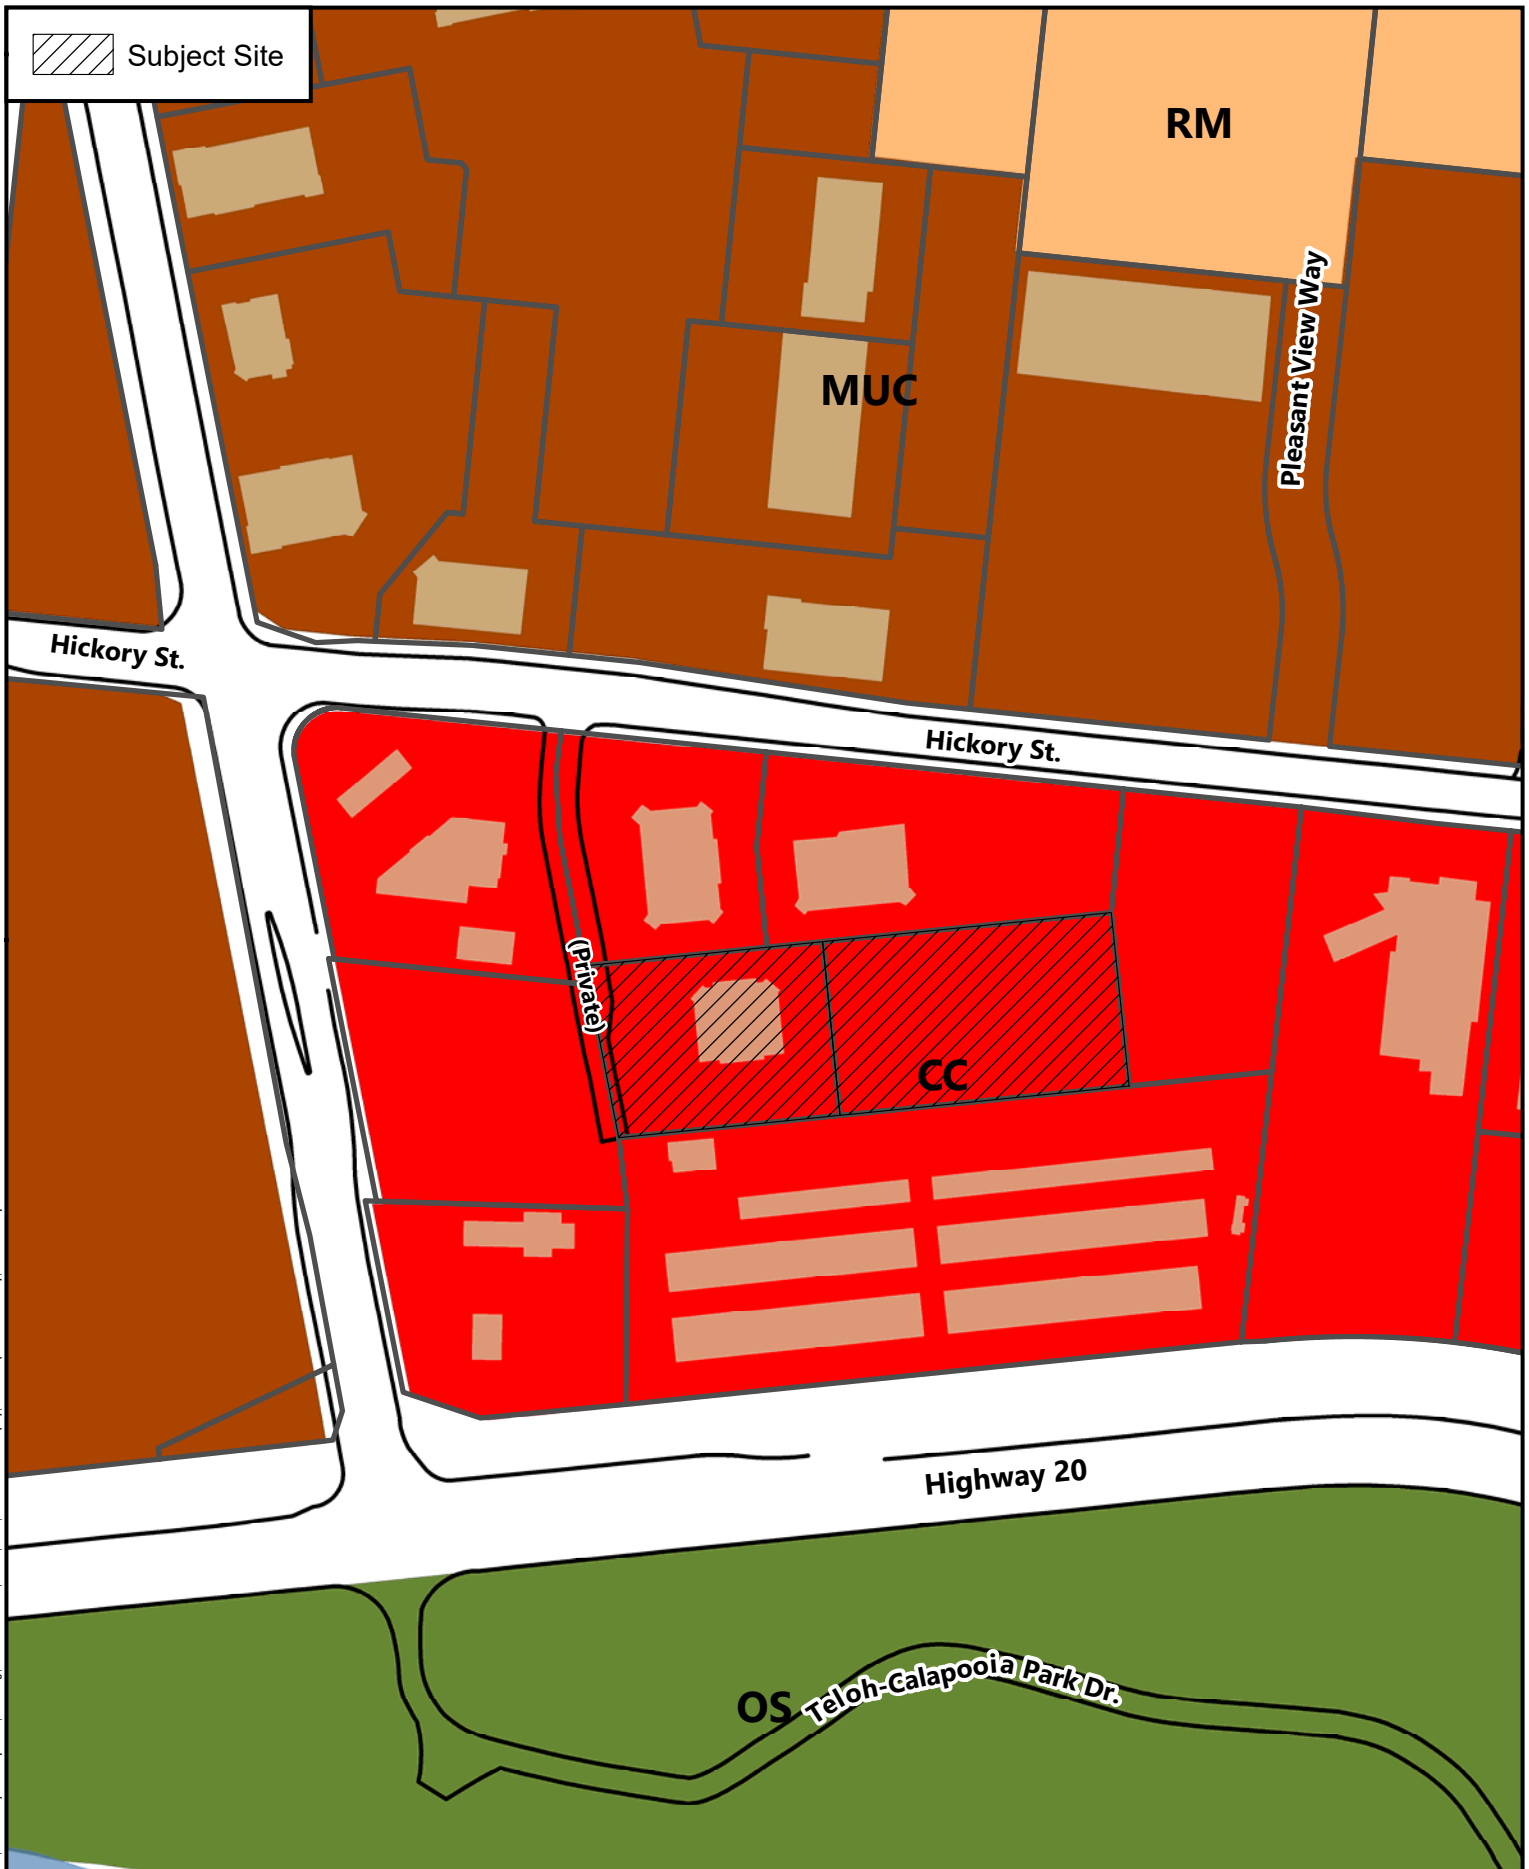 Subject Site
RM
Pleasant View Way
MUC
Hickory St.
Hickory St.
(Private)
CC
Highway 20
OS
Teloh-Calapooia Park Dr.